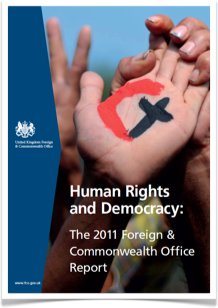 United Kingdom Foreign
& Commonwealth Office
Human Rights
and Democracy:
The 2011 Foreign &
Commonwealth Office
Report
www.fco.gov.uk